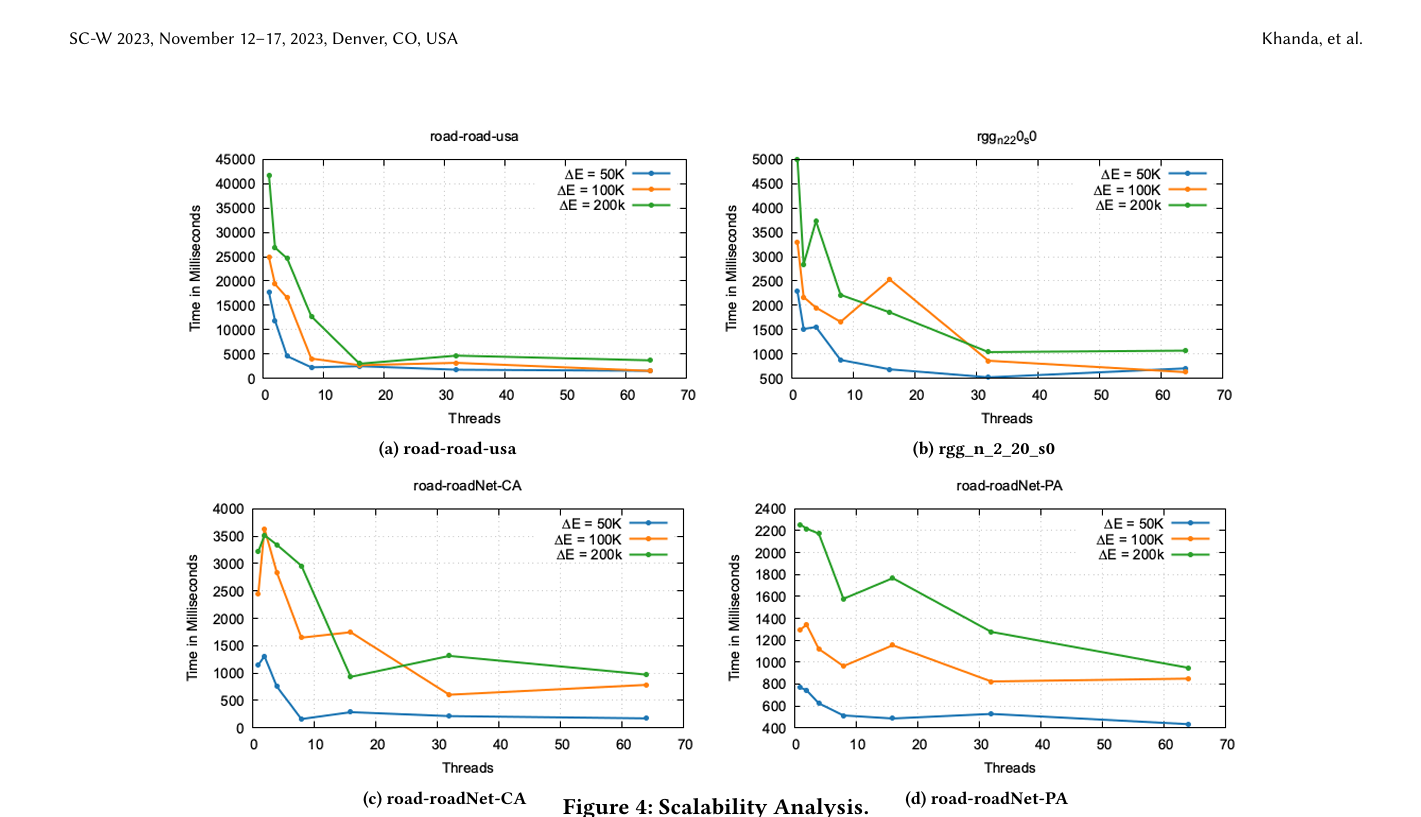 SC-W 2023, November 12–17, 2023, Denver, CO, USA
Khanda, et al.
road-road-usa
45000
40000
35000
30000
25000
20000
15000
10000
5000
0
Time in Milliseconds
ΔE = 50K
ΔE = 100K
ΔE = 200k
0 10 20 30 40 50 60 70
Threads
(a) road-road-usa
rggn220s0
5000
4500
4000
3500
3000
2500
2000
1500
1000
500
Time in Milliseconds
ΔE = 50K
ΔE = 100K
ΔE = 200k
0 10 20 30 40 50 60 70
Threads
(b) rgg_n_2_20_s0
road-roadNet-CA
4000
3500
3000
2500
2000
1500
1000
500
0
Time in Milliseconds
ΔE = 50K
ΔE = 100K
ΔE = 200k
0 10 20 30 40 50 60 70
Threads
(c) road-roadNet-CA
road-roadNet-PA
2400
2200
2000
1800
1600
1400
1200
1000
800
600
400
Time in Milliseconds
ΔE = 50K
ΔE = 100K
ΔE = 200k
0 10 20 30 40 50 60 70
Threads
(d) road-roadNet-PA
Figure 4: Scalability Analysis.